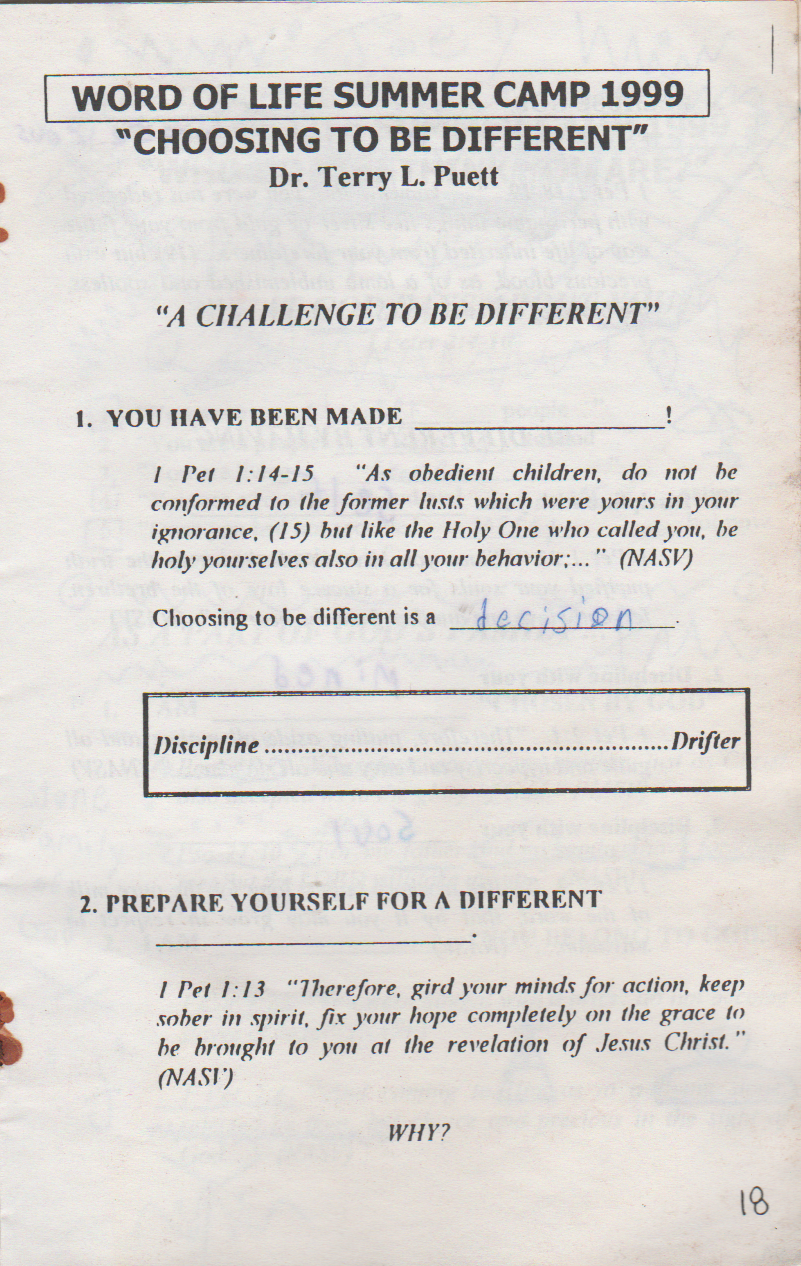 WORD OF LIFE SUMMER CAMP 1999
"CHOOSING TO BE DIFFERENT"
Dr. Terry L. Puett
"A CHALLENGE TO BE DIFFERENT"
1. YOU HAVE BEEN MADE ____________________!
I Pet 1:14-15 "As obedient children, do not be
conformed to the former lusts which were yours in your
ignorance, (15) but like the Holy One who called you, be
holy yourselves also in all your behavior;..." (NASV)
Choosing to be different is a decision.
Discipline..............................................................Drifter
2. PREPARE YOURSELF FOR A DIFFERENT
_________________________.
I Pet 1:13 "Therefore, gird your minds for action, keep
sober in spirit, fix your hope completely on the grace to
be brought to you at the revelation of Jesus Christ."
(NASV)
WHY?
18